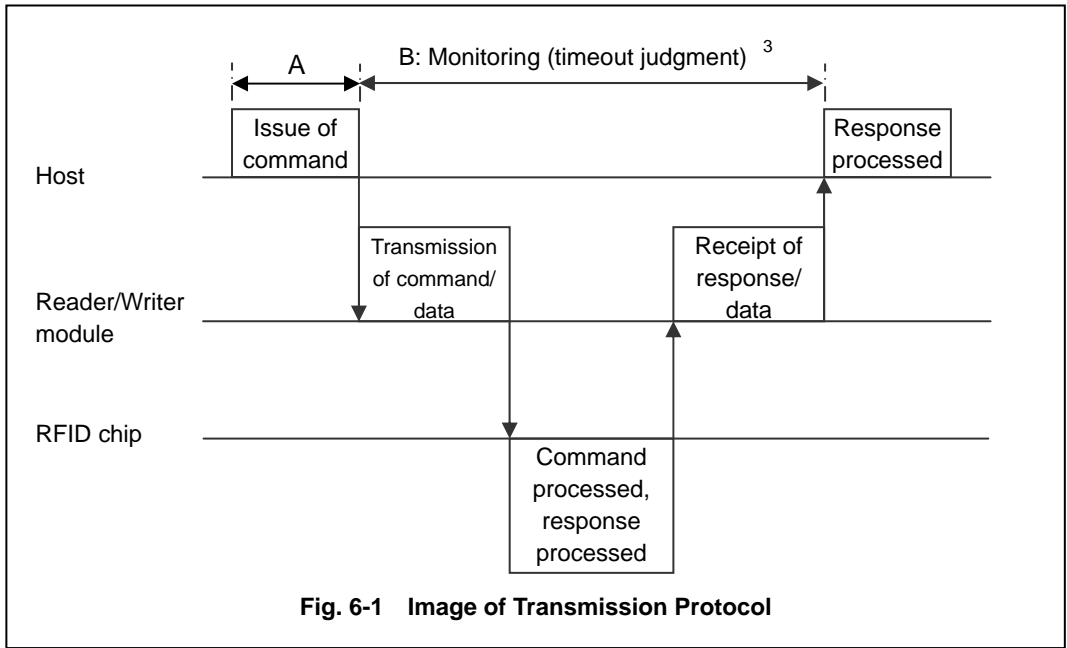 A
B: Monitoring (timeout judgment) 3
Issue of
command
Response
processed
Host
Transmission
of command/
data
Receipt of
response/
data
Reader/Writer
module
RFID chip
Command
processed,
response
processed
Fig. 6-1 Image of Transmission Protocol